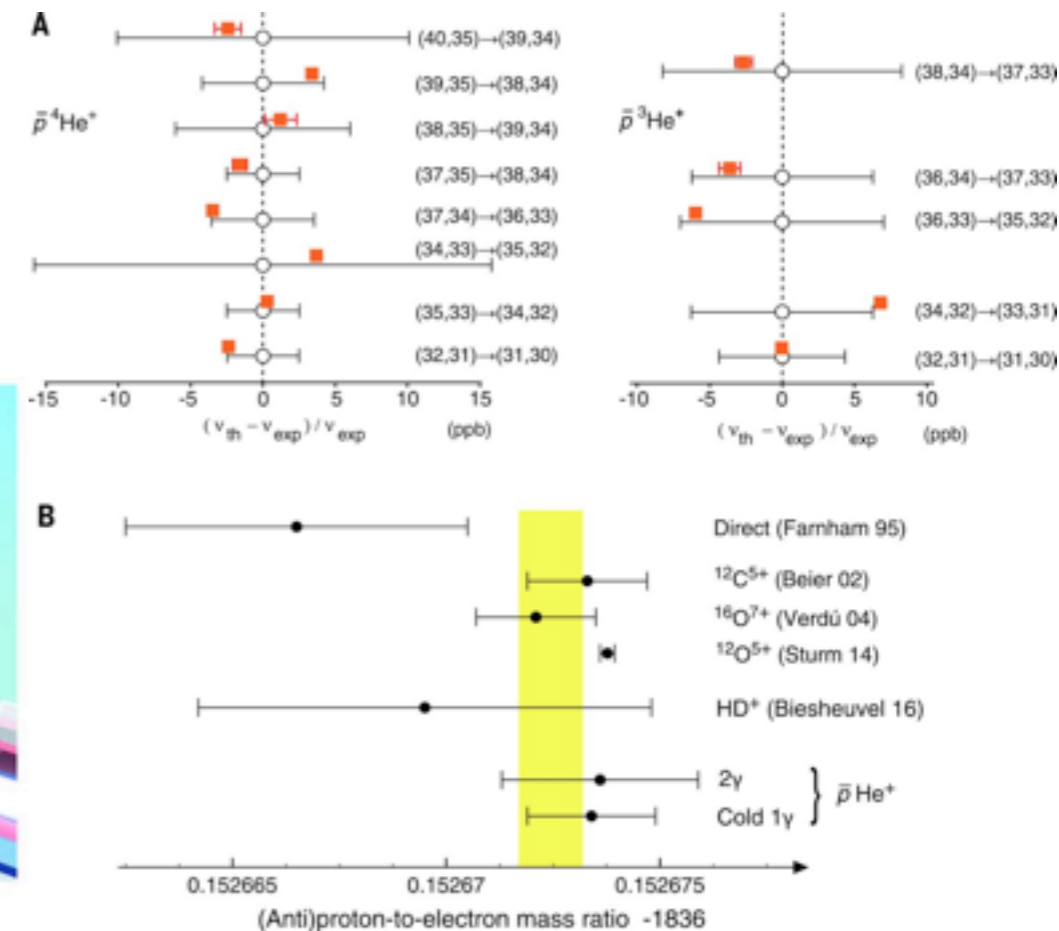 A
p̄ ⁴He⁺
(40,35)→(39,34)
(39,35)→(38,34)
(38,35)→(39,34)
(37,35)→(38,34)
(37,34)→(36,33)
(34,33)→(35,32)
(35,33)→(34,32)
(32,31)→(31,30)
-15 -10 -5 0 5 10 15
(ν_th − ν_exp) / ν_exp (ppb)
p̄ ³He⁺
(38,34)→(37,33)
(36,34)→(37,33)
(36,33)→(35,32)
(34,32)→(33,31)
(32,31)→(31,30)
-10 -5 0 5 10
(ν_th − ν_exp) / ν_exp (ppb)
B
Direct (Farnham 95)
¹²C⁵⁺ (Beier 02)
¹⁶O⁷⁺ (Verdú 04)
¹²O⁵⁺ (Sturm 14)
HD⁺ (Biesheuvel 16)
2γ
Cold 1γ
} p̄ He⁺
0.152665 0.15267 0.152675
(Anti)proton-to-electron mass ratio -1836